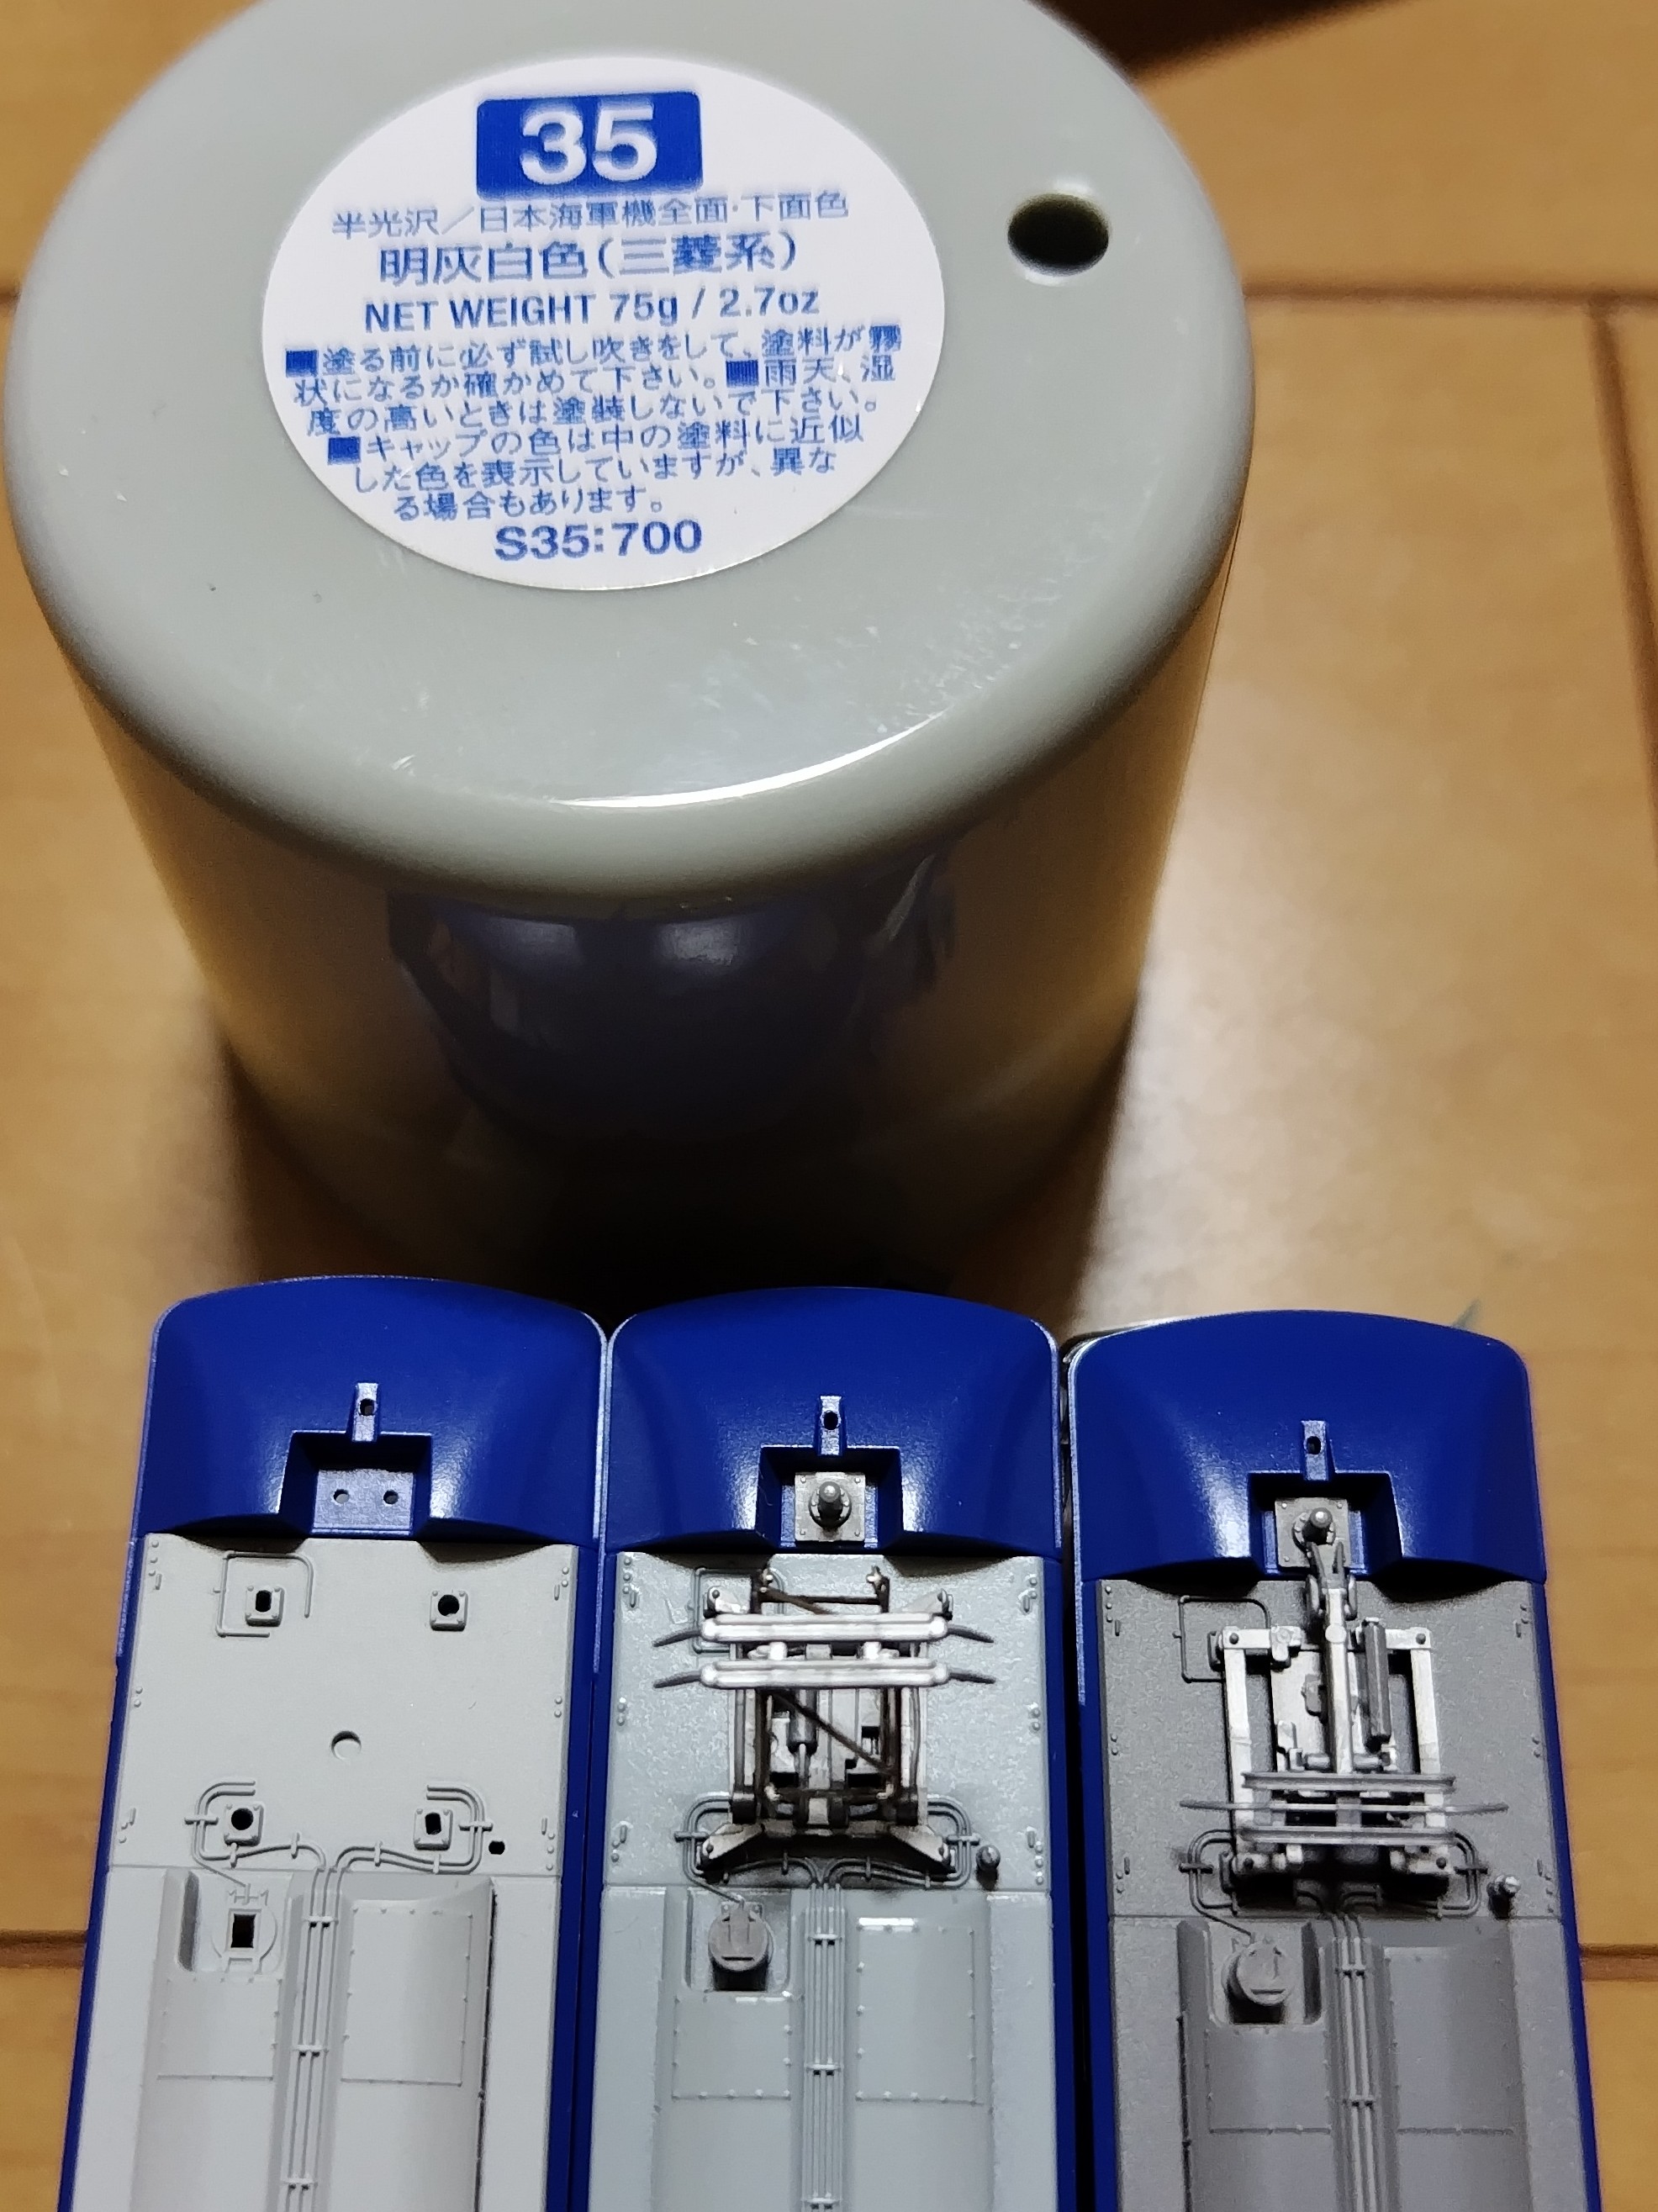 35
半光沢／日本海軍機全面・下面色
明灰白色(三菱系)
NET WEIGHT 75g / 2.7oz
■塗る前に必ず試し吹きをして、塗料が霧
状になるか確かめて下さい。■雨天、湿
度の高いときは塗装しないで下さい。
■キャップの色は中の塗料に近似
した色を表示していますが、異な
る場合もあります。
S35:700